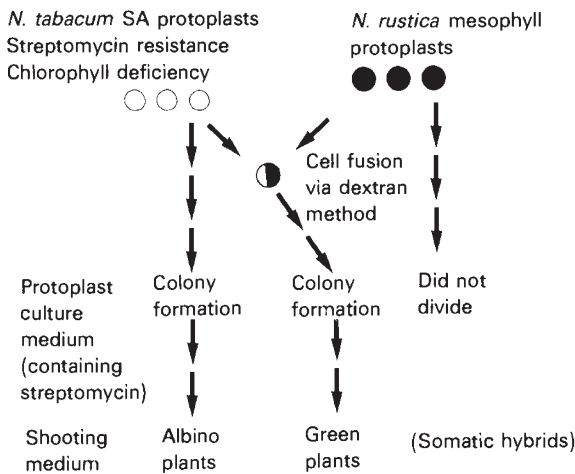 N. tabacum SA protoplasts
Streptomycin resistance
Chlorophyll deficiency
N. rustica mesophyll
protoplasts
Cell fusion
via dextran
method
Protoplast
culture
medium
(containing
streptomycin)
Colony
formation
Colony
formation
Did not
divide
Shooting
medium
Albino
plants
Green
plants
(Somatic hybrids)